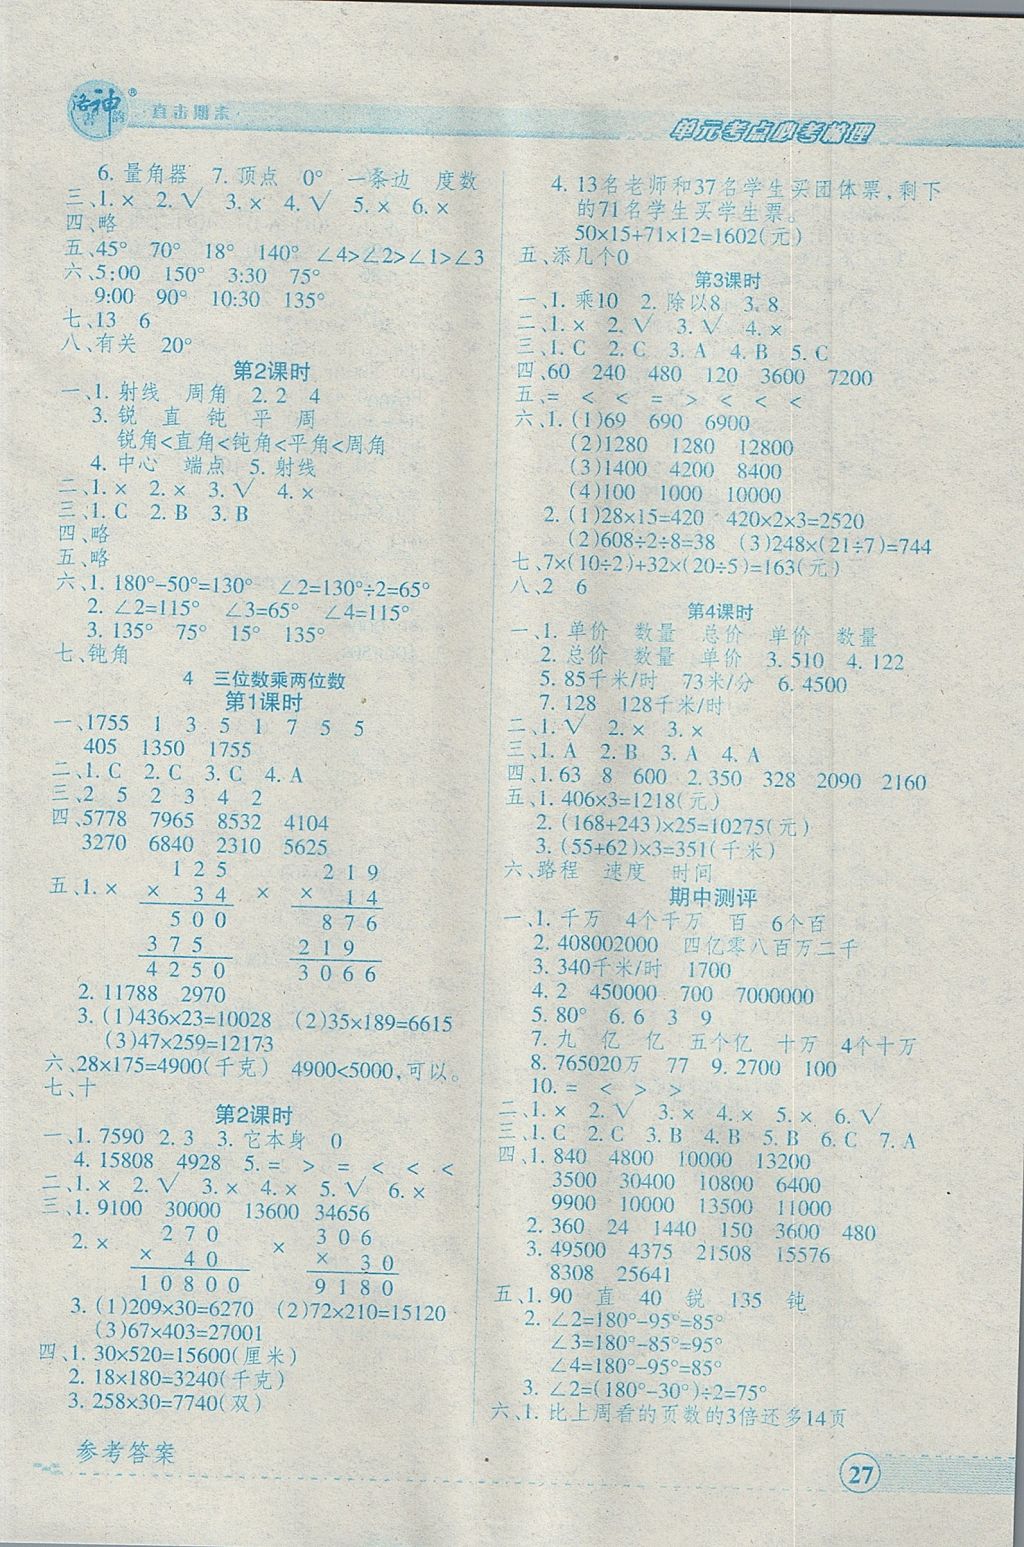 洛神
書韵
®
直击期末
单元考点必考梳理
6. 量角器 7. 顶点 0° 一条边 度数
三、1. × 2. √ 3. × 4. √ 5. × 6. ×
四、略
五、45° 70° 18° 140° ∠4>∠2>∠1>∠3
六、5:00 150° 3:30 75°
9:00 90° 10:30 135°
七、13 6
八、有关 20°
第2课时
一、1. 射线 周角 2. 2 4
3. 锐 直 钝 平 周
锐角<直角<钝角<平角<周角
4. 中心 端点 5. 射线
二、1. × 2. × 3. √ 4. ×
三、1. C 2. B 3. B
四、略
五、略
六、1. 180°-50°=130° ∠2=130°÷2=65°
2. ∠2=115° ∠3=65° ∠4=115°
3. 135° 75° 15° 135°
七、钝角
4 三位数乘两位数
第1课时
一、1755 1 3 5 1 7 5 5
405 1350 1755
二、1. C 2. C 3. C 4. A
三、2 5 2 3 4 2
四、5778 7965 8532 4104
3270 6840 2310 5625
五、1. × 125 × 219
× 34 × 14
500 876
375 219
4250 3066
2. 11788 2970
3. (1)436×23=10028 (2)35×189=6615
(3)47×259=12173
六、28×175=4900(千克) 4900<5000,可以。
七、十
第2课时
一、1. 7590 2. 3 3. 它本身 0
4. 15808 4928 5. = > = < < <
二、1. × 2. √ 3. × 4. × 5. √ 6. ×
三、1. 9100 30000 13600 34656
2. × 270 × 306
× 40 × 30
10800 9180
3. (1)209×30=6270 (2)72×210=15120
(3)67×403=27001
四、1. 30×520=15600(厘米)
2. 18×180=3240(千克)
3. 258×30=7740(双)
4. 13名老师和37名学生买团体票,剩下
的71名学生买学生票。
50×15+71×12=1602(元)
五、添几个0
第3课时
一、1. 乘10 2. 除以8 3. 8
二、1. × 2. √ 3. √ 4. ×
三、1. C 2. C 3. A 4. B 5. C
四、60 240 480 120 3600 7200
五、= < < = > < < <
六、1. (1)69 690 6900
(2)1280 1280 12800
(3)1400 4200 8400
(4)100 1000 10000
2. (1)28×15=420 420×2×3=2520
(2)608÷2÷8=38 (3)248×(21÷7)=744
七、7×(10÷2)+32×(20÷5)=163(元)
八、2 6
第4课时
一、1. 单价 数量 总价 单价 数量
2. 总价 数量 单价 3. 510 4. 122
5. 85千米/时 73米/分 6. 4500
7. 128 128千米/时
二、1. √ 2. × 3. ×
三、1. A 2. B 3. A 4. A
四、1. 63 8 600 2. 350 328 2090 2160
五、1. 406×3=1218(元)
2. (168+243)×25=10275(元)
3. (55+62)×3=351(千米)
六、路程 速度 时间
期中测评
一、1. 千万 4个千万 百 6个百
2. 408002000 四亿零八百万二千
3. 340千米/时 1700
4. 2 450000 700 7000000
5. 80° 6. 6 3 9
7. 九 亿 亿 五个亿 十万 4个十万
8. 765020万 77 9. 2700 100
10. = < > >
二、1. × 2. √ 3. × 4. × 5. × 6. √
三、1. C 2. B 3. B 4. B 5. B 6. C 7. A
四、1. 840 4800 10000 13200
3500 30400 10800 6400
9900 10000 13500 11000
2. 360 24 1440 150 3600 480
3. 49500 4375 21508 15576
8308 25641
五、1. 90 直 40 锐 135 钝
2. ∠2=180°-95°=85°
∠3=180°-85°=95°
∠4=180°-95°=85°
3. ∠2=(180°-30°)÷2=75°
六、1. 比上周看的页数的3倍还多14页
参考答案
27